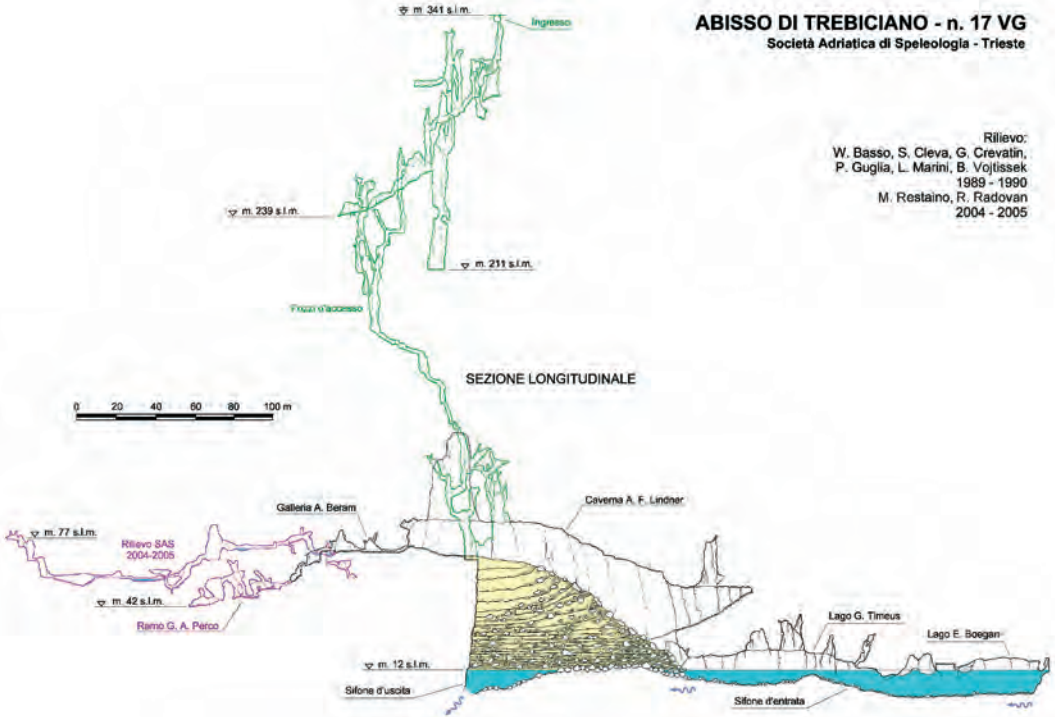 ABISSO DI TREBICIANO - n. 17 VG
Società Adriatica di Speleologia - Trieste
Rilievo:
W. Basso, S. Cleva, G. Crevatin,
P. Guglia, L. Marini, B. Vojtissek
1989 - 1990
M. Restaino, R. Radovan
2004 - 2005
m. 341 s.l.m.
Ingresso
m. 239 s.l.m.
m. 211 s.l.m.
Pozzi d'accesso
SEZIONE LONGITUDINALE
0 20 40 60 80 100 m
Galleria A. Beram
Caverna A. F. Lindner
m. 77 s.l.m.
Rilievo SAS
2004-2005
m. 42 s.l.m.
Ramo G. A. Perco
Lago G. Timeus
Lago E. Boegan
m. 12 s.l.m.
Sifone d'uscita
Sifone d'entrata